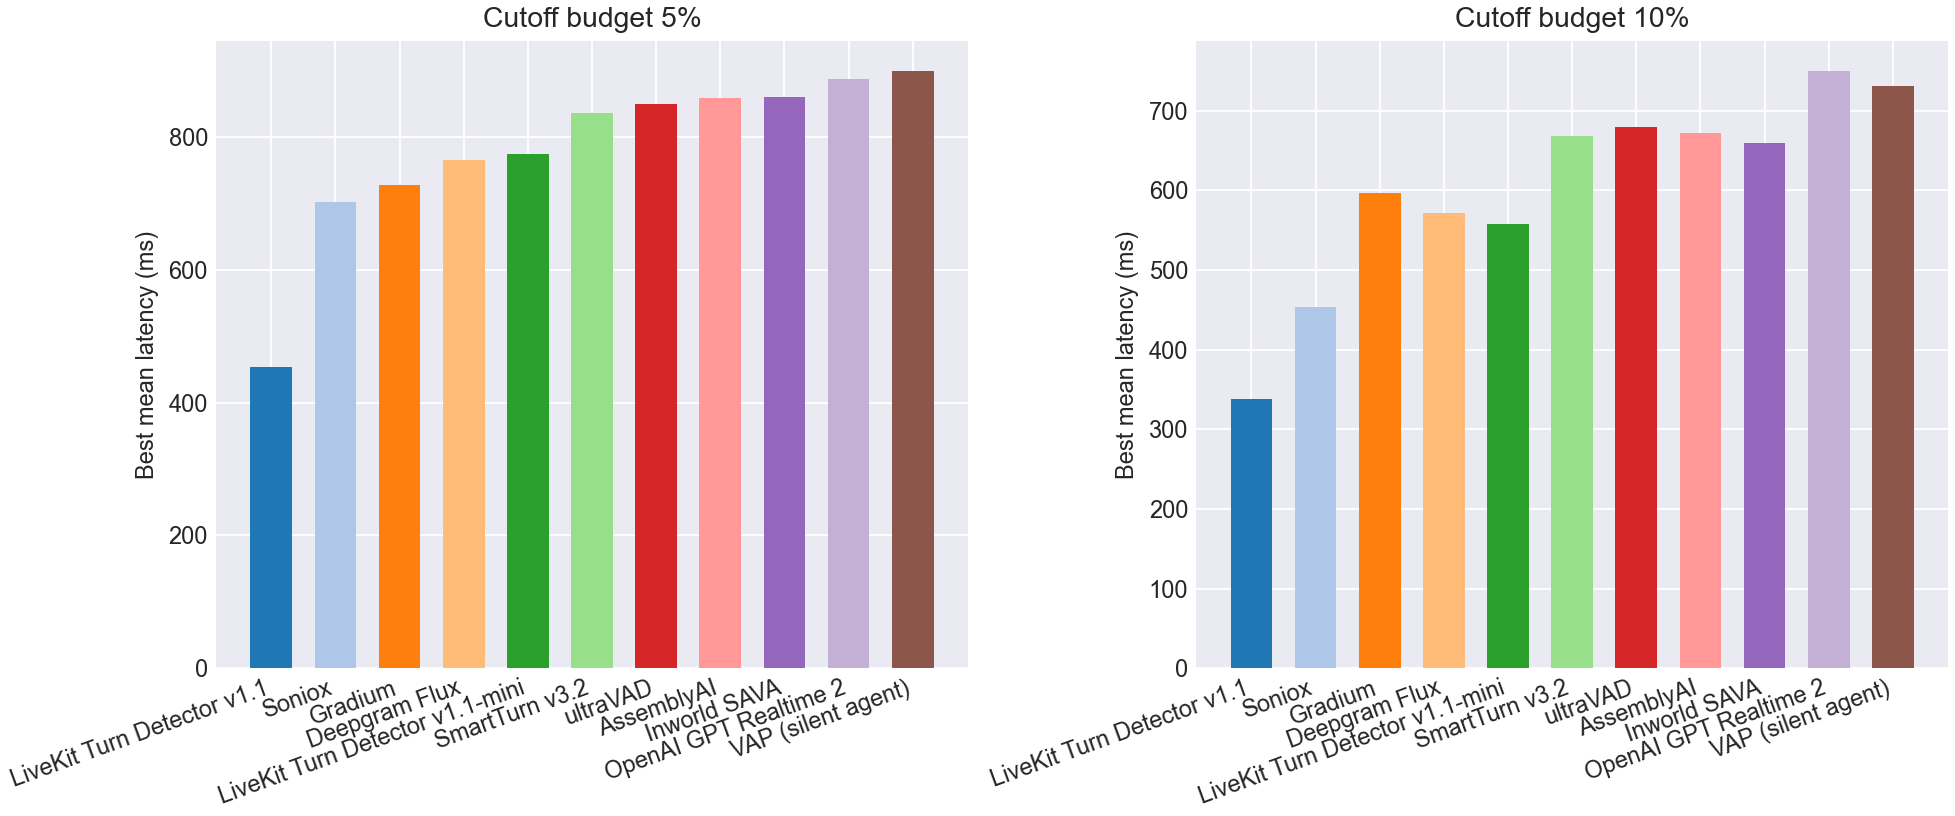 Cutoff budget 5%
Best mean latency (ms)
800
600
400
200
0
LiveKit Turn Detector v1.1
Soniox
Gradium
Deepgram Flux
LiveKit Turn Detector v1.1-mini
SmartTurn v3.2
ultraVAD
AssemblyAI
Inworld SAVA
OpenAI GPT Realtime 2
VAP (silent agent)
Cutoff budget 10%
Best mean latency (ms)
700
600
500
400
300
200
100
0
LiveKit Turn Detector v1.1
Soniox
Gradium
Deepgram Flux
LiveKit Turn Detector v1.1-mini
SmartTurn v3.2
ultraVAD
AssemblyAI
Inworld SAVA
OpenAI GPT Realtime 2
VAP (silent agent)